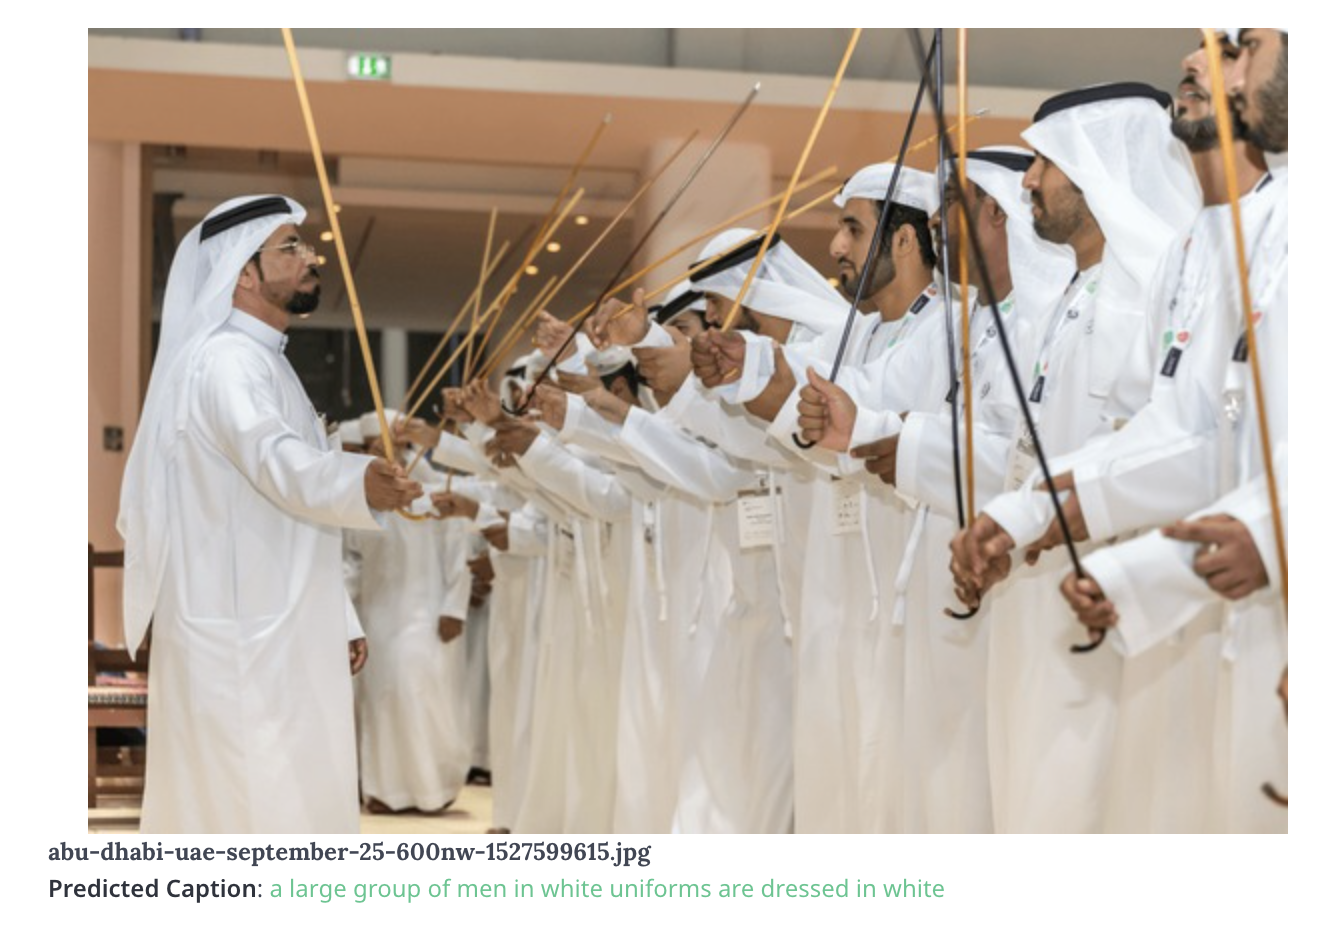 abu-dhabi-uae-september-25-600nw-1527599615.jpg
Predicted Caption: a large group of men in white uniforms are dressed in white